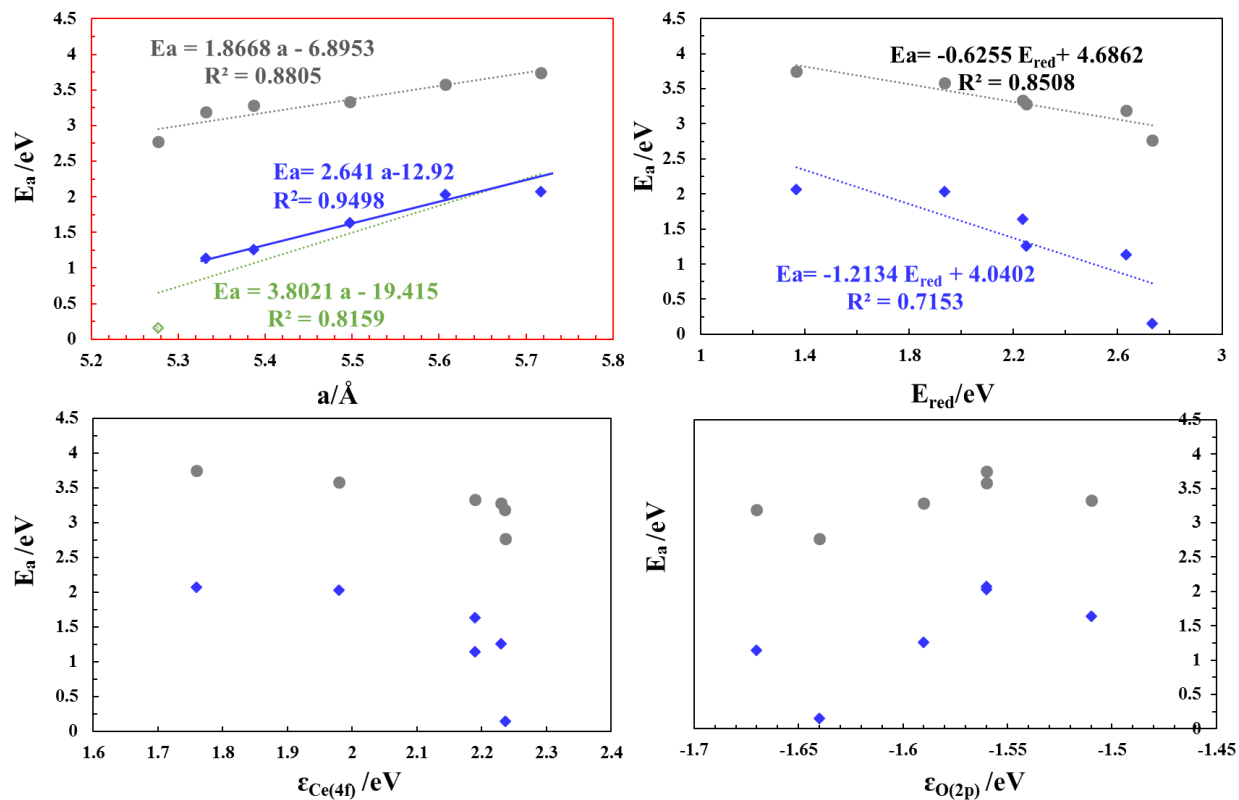 4.5
4
3.5
3
2.5
2
1.5
1
0.5
0
Eₐ /eV
Ea = 1.8668 a - 6.8953
R² = 0.8805
Ea= 2.641 a-12.92
R²= 0.9498
Ea = 3.8021 a - 19.415
R² = 0.8159
5.2 5.3 5.4 5.5 5.6 5.7 5.8
a/Å
4.5
4
3.5
3
2.5
2
1.5
1
0.5
0
Eₐ /eV
Ea= -0.6255 E_red+ 4.6862
R² = 0.8508
Ea= -1.2134 E_red + 4.0402
R² = 0.7153
1 1.4 1.8 2.2 2.6 3
E_red/eV
4.5
4
3.5
3
2.5
2
1.5
1
0.5
0
Eₐ /eV
1.6 1.7 1.8 1.9 2 2.1 2.2 2.3 2.4
ε_Ce(4f) /eV
Eₐ /eV
4.5
4
3.5
3
2.5
2
1.5
1
0.5
0
-1.7 -1.65 -1.6 -1.55 -1.5 -1.45
ε_O(2p) /eV